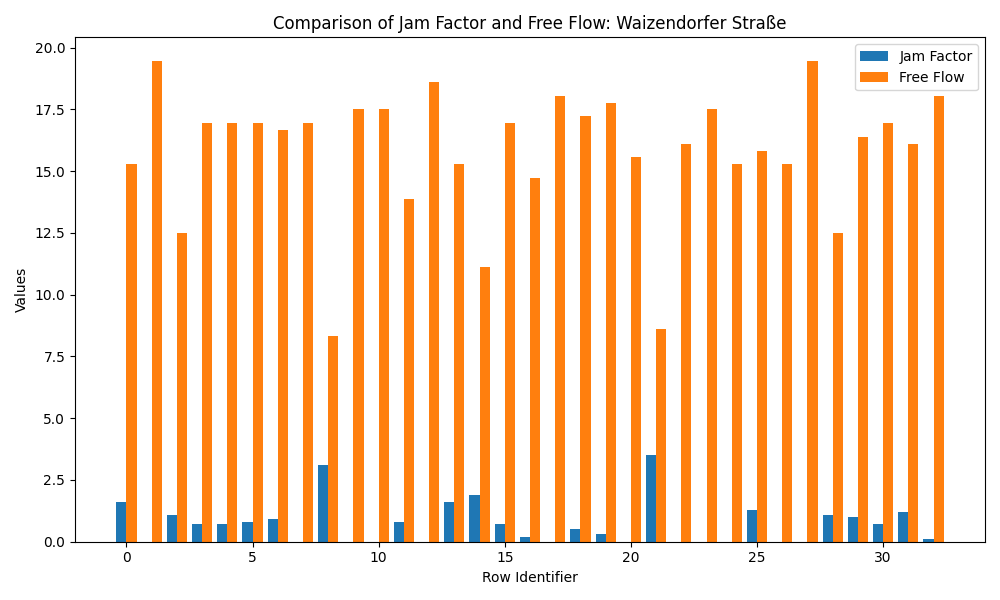 Comparison of Jam Factor and Free Flow: Waizendorfer Straße
Jam Factor
Free Flow
20.0
17.5
15.0
12.5
10.0
7.5
5.0
2.5
0.0
Values
0 5 10 15 20 25 30
Row Identifier